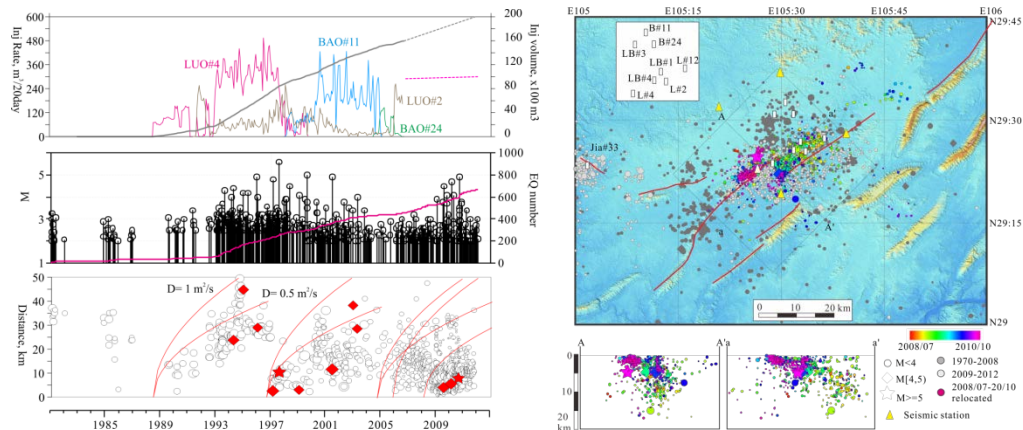 600
480
360
240
120
0
Inj Rate, m³/20day
LUO#4
BAO#11
LUO#2
BAO#24
200
160
120
80
40
0
Inj volume, x100 m3
5
3
1
M
1000
800
600
400
200
0
EQ number
50
40
30
20
10
0
Distance, km
D= 1 m²/s
D= 0.5 m²/s
1985
1989
1993
1997
2001
2005
2009
E105
E105:15
E105:30
E105:45
E106
N29:45
N29:30
N29:15
N29
B#11
B#24
LB#3
LB#1
L#12
LB#4
L#4
L#2
Jia#33
A
A'
0 10 20 km
A
A'
a
a'
0
5
10
20
km
2008/07
2010/10
M<4
M[4,5)
M>=5
1970-2008
2009-2012
2008/07-20/10
relocated
Seismic station